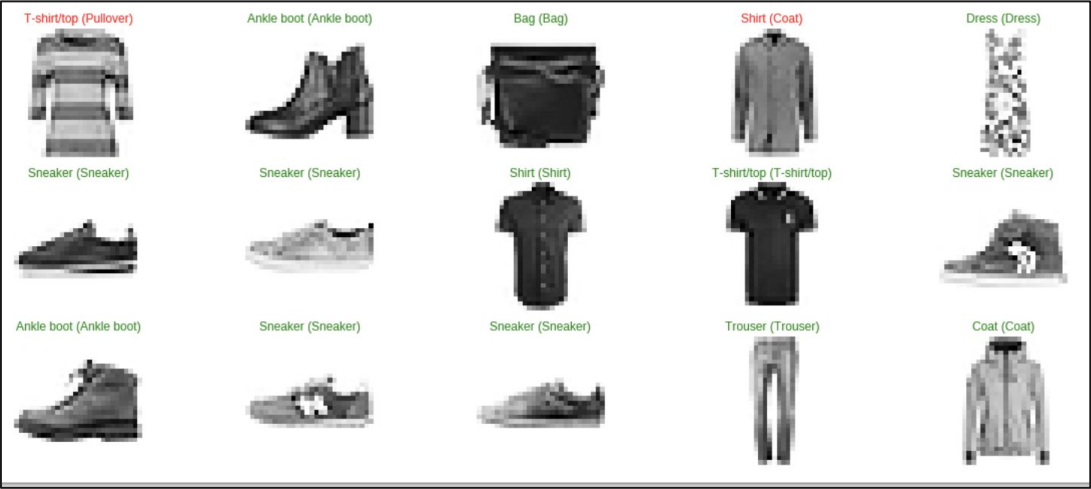 T-shirt/top (Pullover)
Ankle boot (Ankle boot)
Bag (Bag)
Shirt (Coat)
Dress (Dress)
Sneaker (Sneaker)
Sneaker (Sneaker)
Shirt (Shirt)
T-shirt/top (T-shirt/top)
Sneaker (Sneaker)
Ankle boot (Ankle boot)
Sneaker (Sneaker)
Sneaker (Sneaker)
Trouser (Trouser)
Coat (Coat)